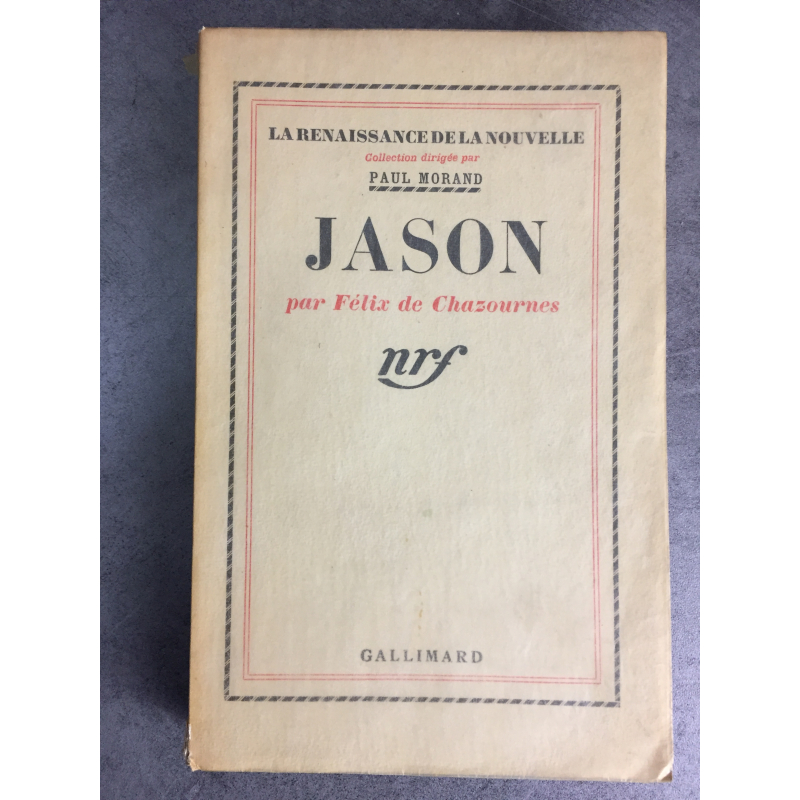 LA RENAISSANCE DE LA NOUVELLE
Collection dirigée par
PAUL MORAND
JASON
par Félix de Chazournes
nrf
GALLIMARD